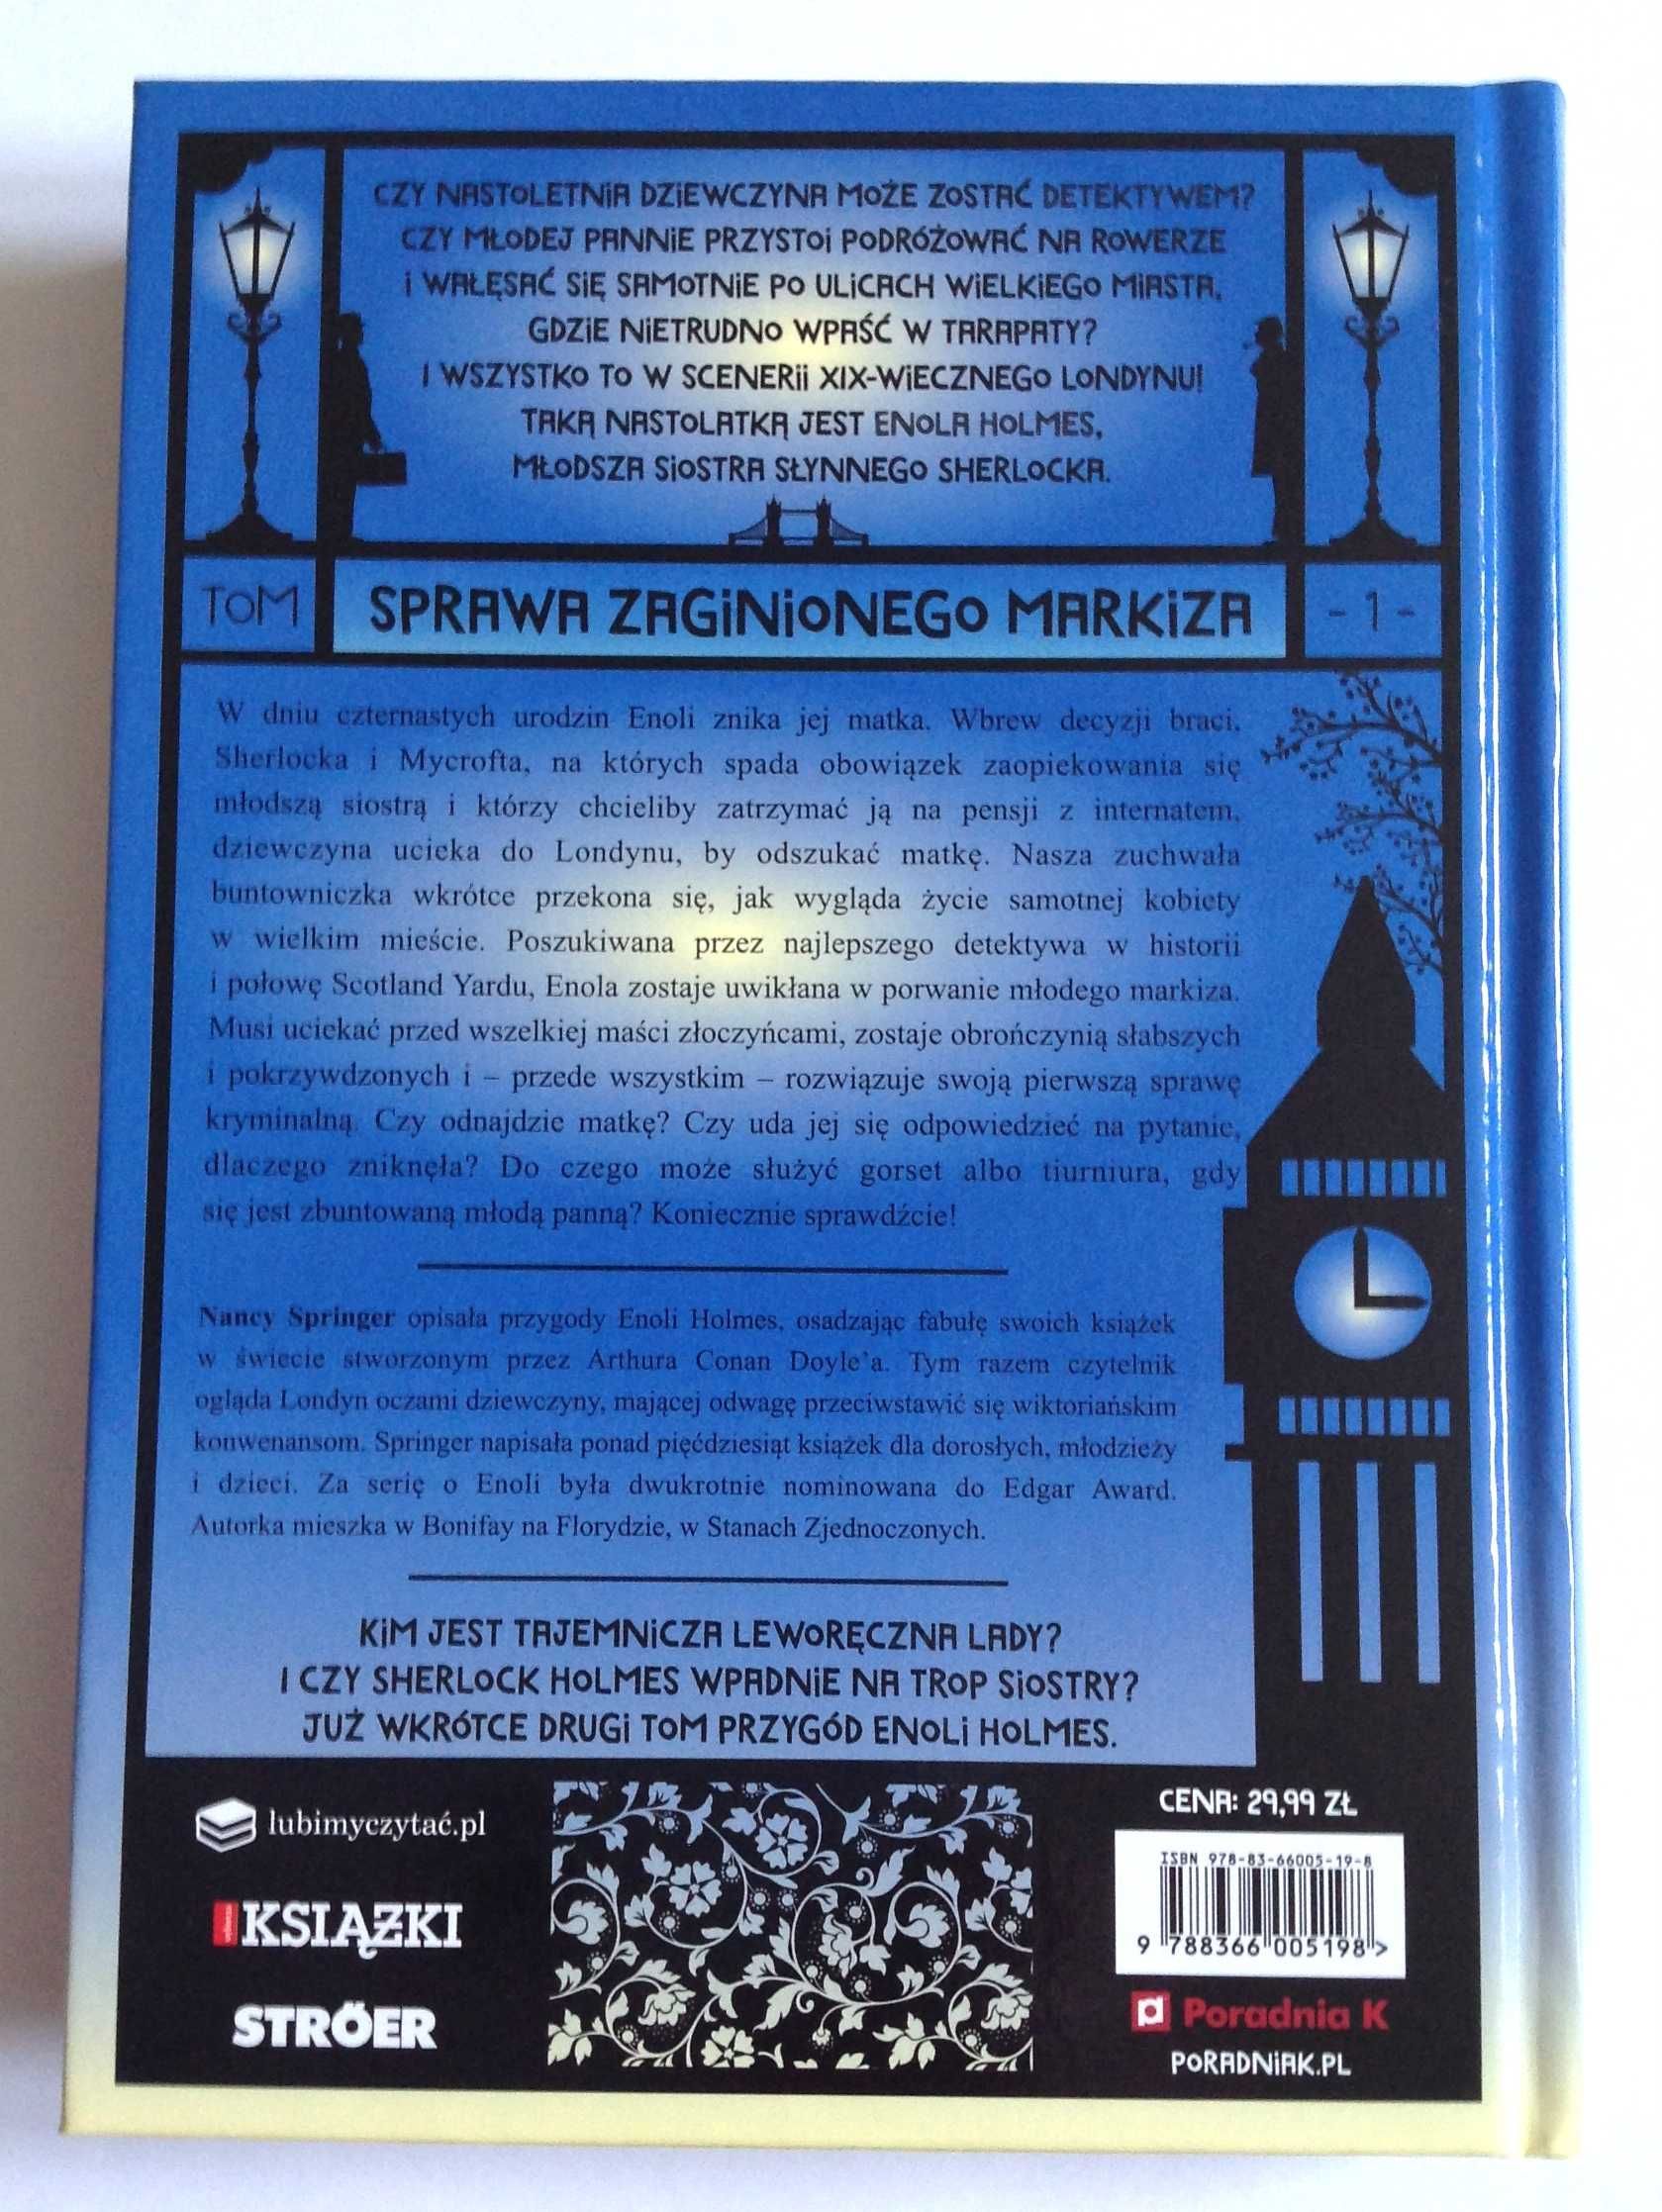 CZY NASTOLETNIA DZIEWCZYNA MOŻE ZOSTAĆ DETEKTYWEM?
CZY MŁODEJ PANNIE PRZYSTOI PODRÓŻOWAĆ NA ROWERZE
I WAŁĘSAĆ SIĘ SAMOTNIE PO ULICACH WIELKIEGO MIASTA,
GDZIE NIETRUDNO WPAŚĆ W TARAPATY?
I WSZYSTKO TO W SCENERII XIX-WIECZNEGO LONDYNU!
TAKĄ NASTOLATKĄ JEST ENOLA HOLMES,
MŁODSZA SIOSTRA SŁYNNEGO SHERLOCKA.
TOM SPRAWA ZAGINIONEGO MARKIZA - 1 -
W dniu czternastych urodzin Enoli znika jej matka. Wbrew decyzji braci,
Sherlocka i Mycrofta, na których spada obowiązek zaopiekowania się
młodszą siostrą i którzy chcieliby zatrzymać ją na pensji z internatem,
dziewczyna ucieka do Londynu, by odszukać matkę. Nasza zuchwała
buntowniczka wkrótce przekona się, jak wygląda życie samotnej kobiety
w wielkim mieście. Poszukiwana przez najlepszego detektywa w historii
i połowę Scotland Yardu, Enola zostaje uwikłana w porwanie młodego markiza.
Musi uciekać przed wszelkiej maści złoczyńcami, zostaje obrończynią słabszych
i pokrzywdzonych i – przede wszystkim – rozwiązuje swoją pierwszą sprawę
kryminalną. Czy odnajdzie matkę? Czy uda jej się odpowiedzieć na pytanie,
dlaczego zniknęła? Do czego może służyć gorset albo tiurniura, gdy
się jest zbuntowaną młodą panną? Koniecznie sprawdźcie!
Nancy Springer opisała przygody Enoli Holmes, osadzając fabułę swoich książek
w świecie stworzonym przez Arthura Conan Doyle'a. Tym razem czytelnik
ogląda Londyn oczami dziewczyny, mającej odwagę przeciwstawić się wiktoriańskim
konwenansom. Springer napisała ponad pięćdziesiąt książek dla dorosłych, młodzieży
i dzieci. Za serię o Enoli była dwukrotnie nominowana do Edgar Award.
Autorka mieszka w Bonifay na Florydzie, w Stanach Zjednoczonych.
KIM JEST TAJEMNICZA LEWORĘCZNA LADY?
I CZY SHERLOCK HOLMES WPADNIE NA TROP SIOSTRY?
JUŻ WKRÓTCE DRUGI TOM PRZYGÓD ENOLI HOLMES.
lubimyczytać.pl
KSIĄŻKI
STRÖER
CENA: 29,99 ZŁ
ISBN 978-83-66005-19-8
9 788366 005198 >
Poradnia K
PORADNIAK.PL